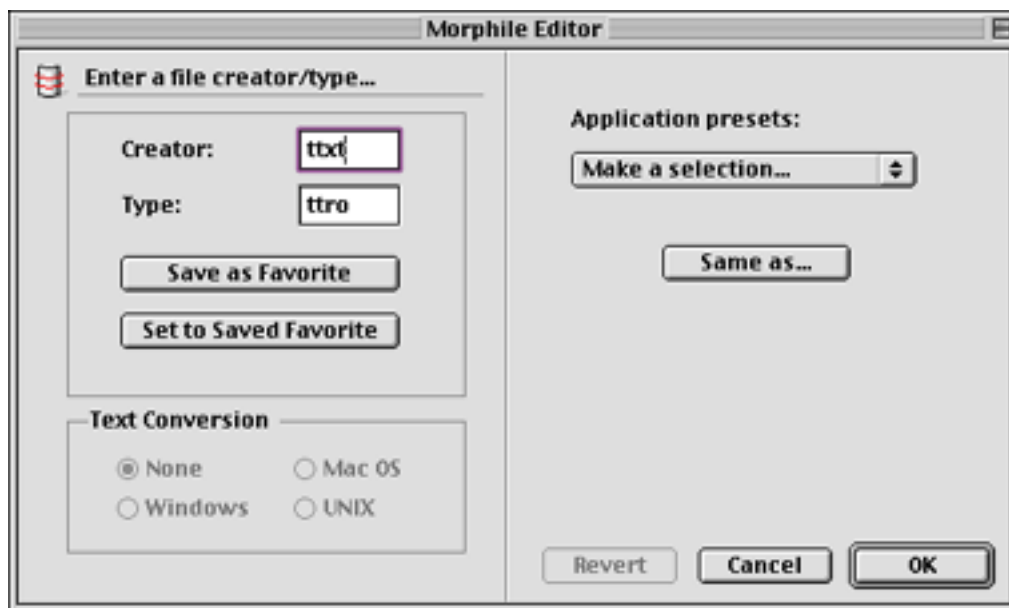 Morphile Editor
Enter a file creator/type...
Creator: ttxt
Type: ttro
Save as Favorite
Set to Saved Favorite
Text Conversion
None Mac OS
Windows UNIX
Application presets:
Make a selection...
Same as...
Revert Cancel OK